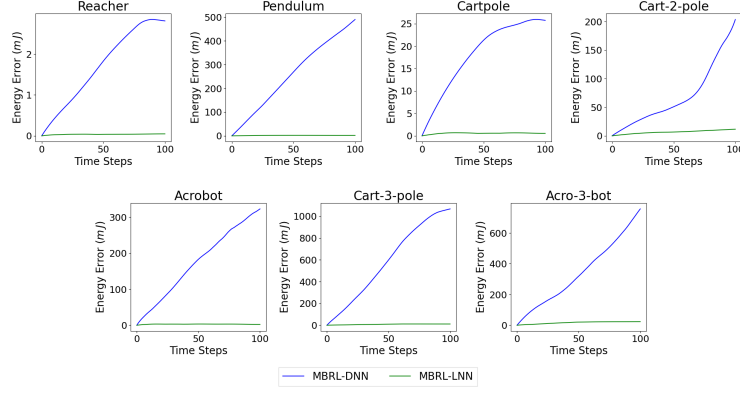 Reacher Pendulum Cartpole Cart-2-pole
Energy Error (mJ)
0
1
2
0 50 100
Time Steps
Energy Error (mJ)
500
400
300
200
100
0
0 50 100
Time Steps
Energy Error (mJ)
25
20
15
10
5
0
0 50 100
Time Steps
Energy Error (mJ)
200
150
100
50
0
0 50 100
Time Steps
Acrobot Cart-3-pole Acro-3-bot
Energy Error (mJ)
300
200
100
0
0 50 100
Time Steps
Energy Error (mJ)
1000
800
600
400
200
0
0 50 100
Time Steps
Energy Error (mJ)
600
400
200
0
0 50 100
Time Steps
MBRL-DNN MBRL-LNN